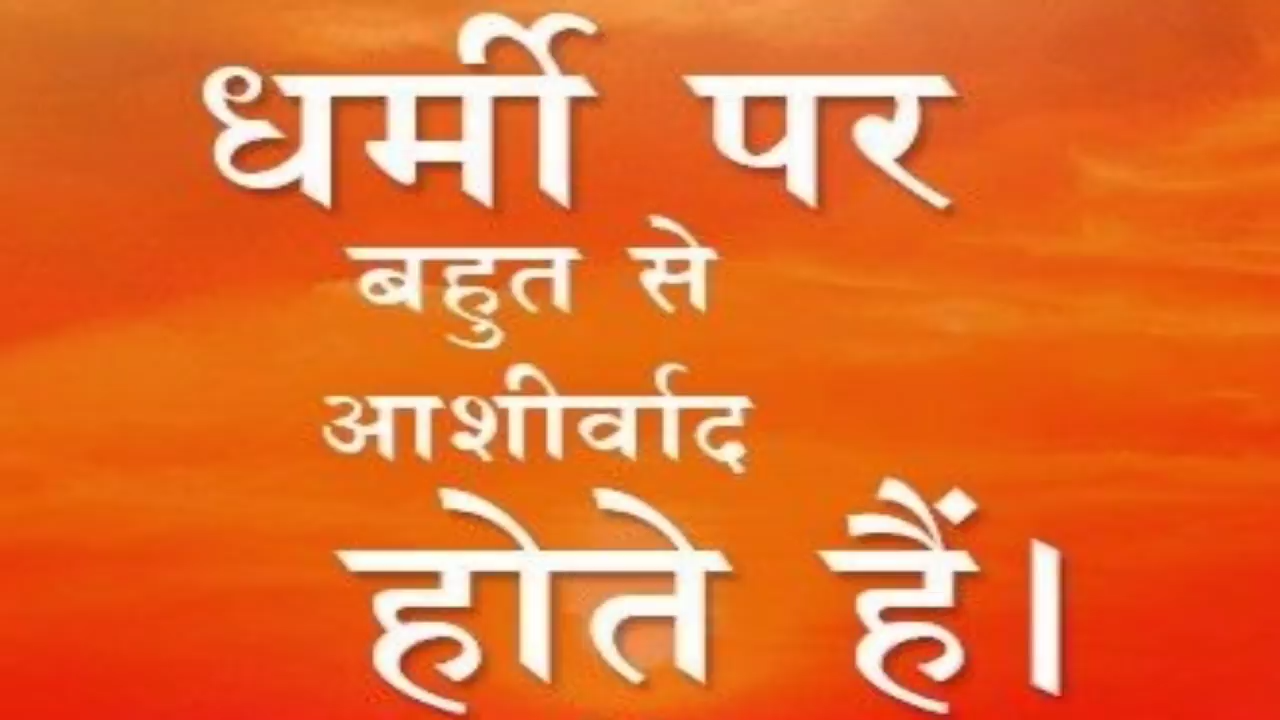 धर्मी पर
बहुत से
आशीर्वाद
होते हैं।